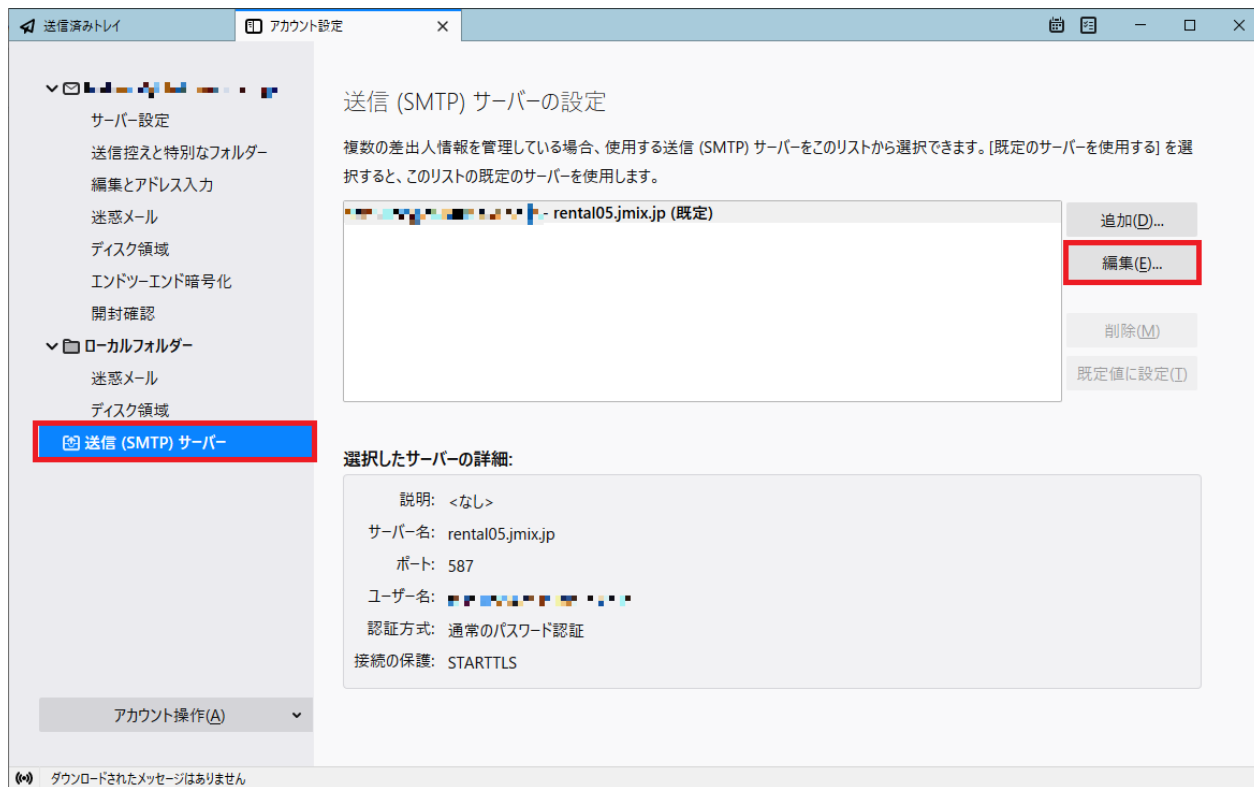 送信済みトレイ
アカウント設定
サーバー設定
送信控えと特別なフォルダー
編集とアドレス入力
迷惑メール
ディスク領域
エンドツーエンド暗号化
開封確認
ローカルフォルダー
迷惑メール
ディスク領域
送信 (SMTP) サーバー
アカウント操作(A)
送信 (SMTP) サーバーの設定
複数の差出人情報を管理している場合、使用する送信 (SMTP) サーバーをこのリストから選択できます。[既定のサーバーを使用する] を選
択すると、このリストの既定のサーバーを使用します。
- rental05.jmix.jp (既定)
追加(D)...
編集(E)...
削除(M)
既定値に設定(T)
選択したサーバーの詳細:
説明: <なし>
サーバー名: rental05.jmix.jp
ポート: 587
ユーザー名:
認証方式: 通常のパスワード認証
接続の保護: STARTTLS
ダウンロードされたメッセージはありません